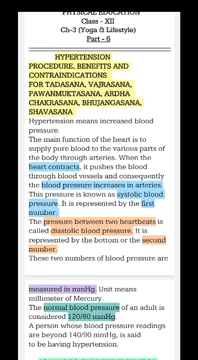 PHYSICAL EDUCATION
Class - XII
Ch-3 (Yoga & Lifestyle)
Part - 6
HYPERTENSION
PROCEDURE, BENEFITS AND
CONTRAINDICATIONS
FOR TADASANA, VAJRASANA,
PAWANMUKTASANA, ARDHA
CHAKRASANA, BHUJANGASANA,
SHAVASANA
Hypertension means increased blood
pressure.
The main function of the heart is to
supply pure blood to the various parts of
the body through arteries. When the
heart contracts, it pushes the blood
through blood vessels and consequently
the blood pressure increases in arteries.
This pressure is known as systolic blood
pressure. It is represented by the first
number.
The pressure between two heartbeats is
called diastolic blood pressure. It is
represented by the bottom or the second
number.
These two numbers of blood pressure are
measured in mmHg. Unit means
millimeter of Mercury.
The normal blood pressure of an adult is
considered 120/80 mmHg.
A person whose blood pressure readings
are beyond 140/90 mmHg, is said
to be having hypertension.